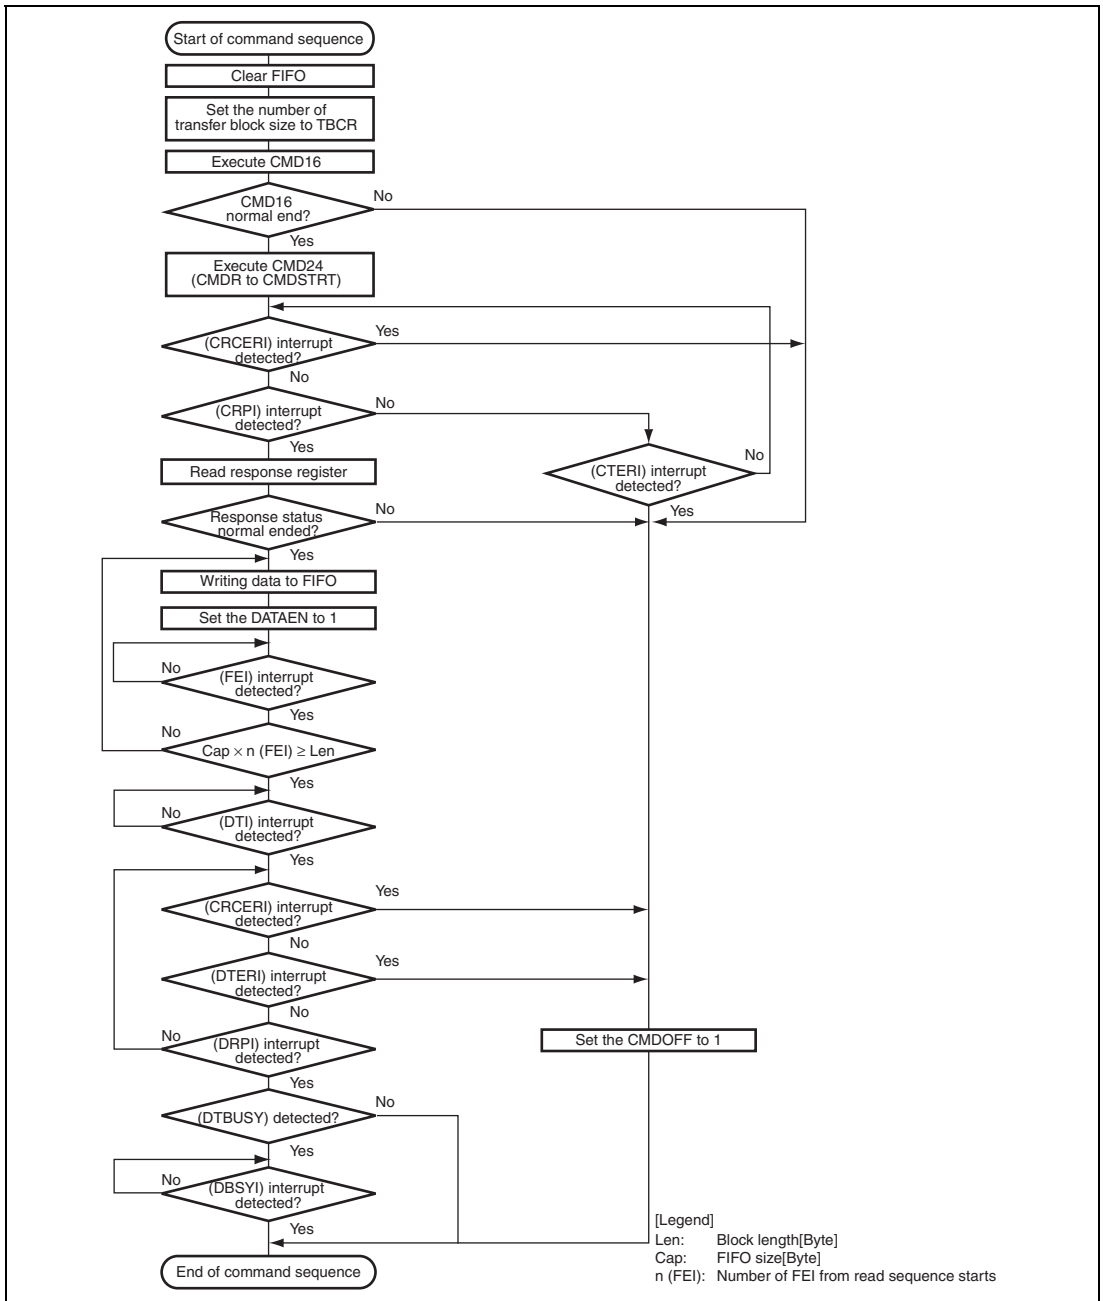 Start of command sequence
Clear FIFO
Set the number of
transfer block size to TBCR
Execute CMD16
CMD16
normal end?
No
Yes
Execute CMD24
(CMDR to CMDSTRT)
(CRCERI) interrupt
detected?
Yes
No
(CRPI) interrupt
detected?
No
Yes
(CTERI) interrupt
detected?
No
Yes
Read response register
Response status
normal ended?
No
Yes
Writing data to FIFO
Set the DATAEN to 1
No
(FEI) interrupt
detected?
Yes
No
Cap × n (FEI) ≥ Len
Yes
No
(DTI) interrupt
detected?
Yes
(CRCERI) interrupt
detected?
Yes
No
(DTERI) interrupt
detected?
Yes
No
No
(DRPI) interrupt
detected?
Yes
Set the CMDOFF to 1
(DTBUSY) detected?
No
Yes
No
(DBSYI) interrupt
detected?
Yes
End of command sequence
[Legend]
Len: Block length[Byte]
Cap: FIFO size[Byte]
n (FEI): Number of FEI from read sequence starts